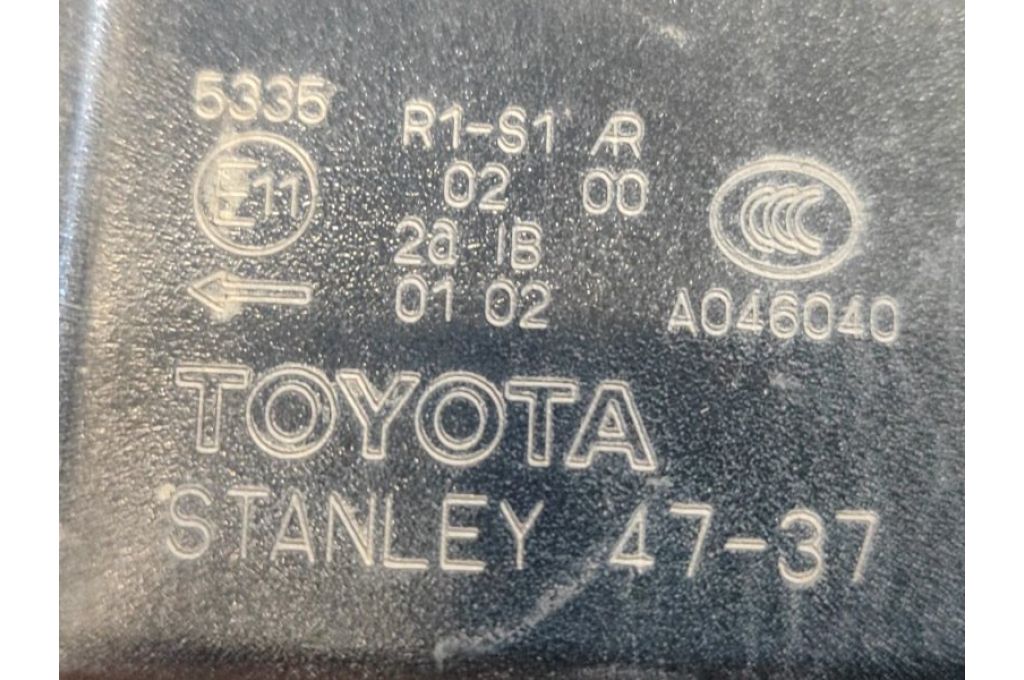 5335
R1-S1 AR
02 00
E11
2a IB
01 02
CCC
A046040
TOYOTA
STANLEY 47-37